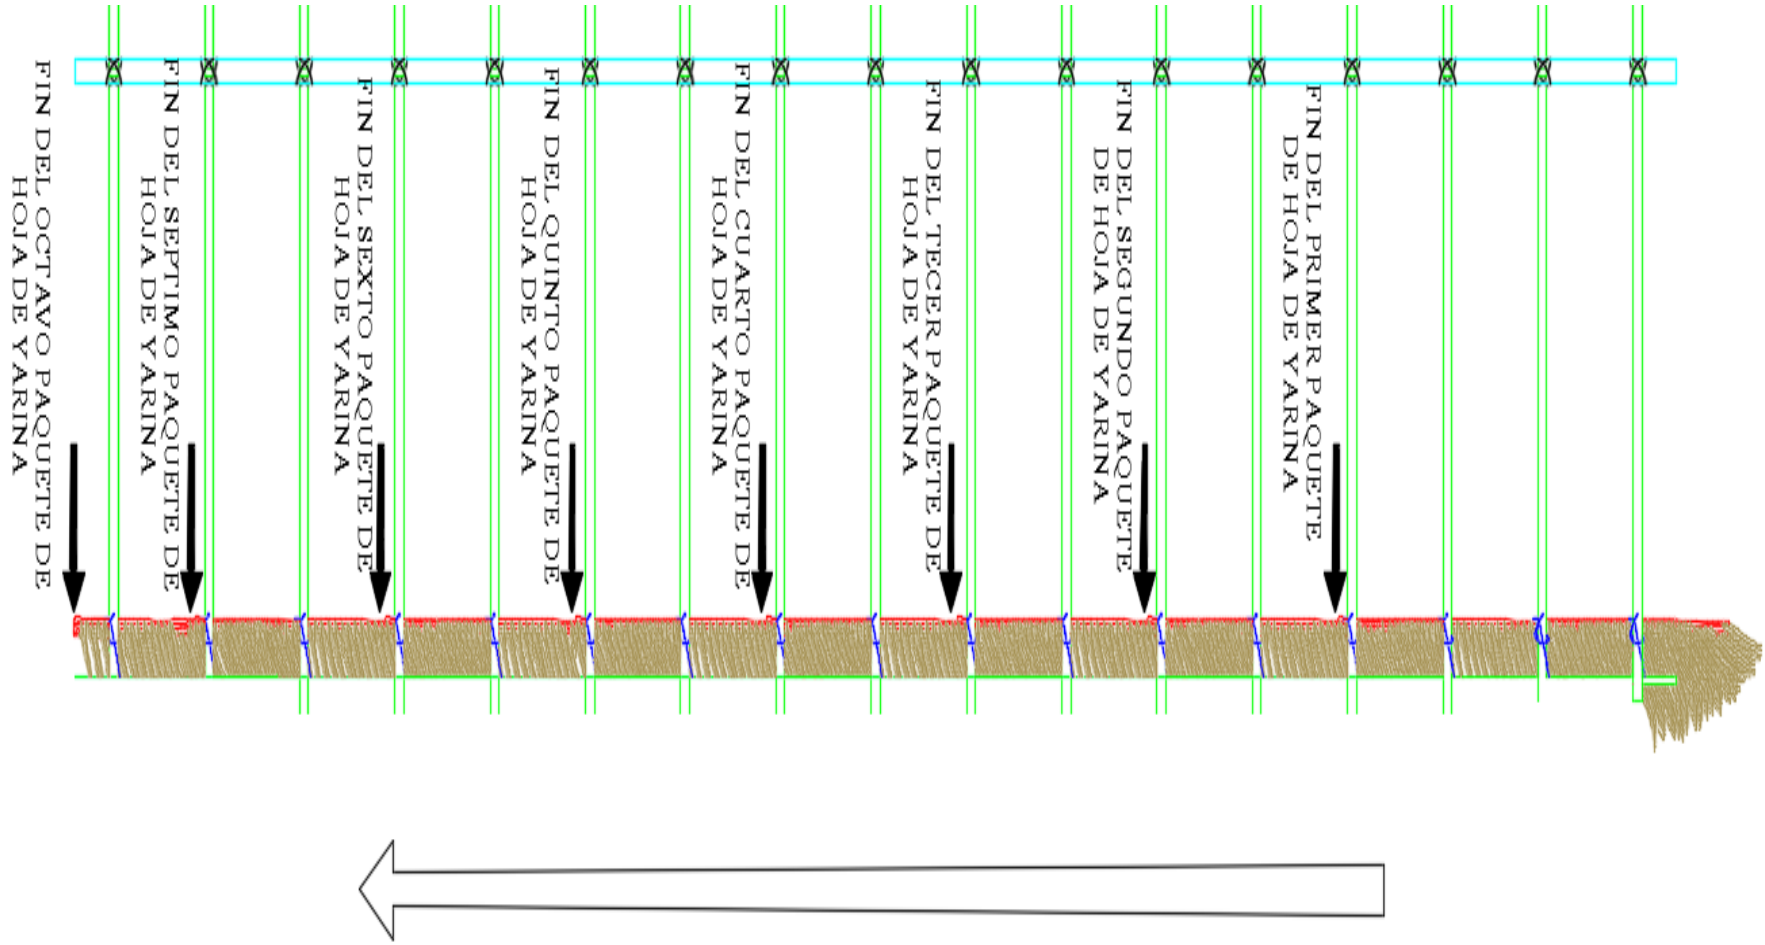 FIN DEL OCTAVO PAQUETE DE
HOJA DE YARINA
FIN DEL SEPTIMO PAQUETE DE
HOJA DE YARINA
FIN DEL SEXTO PAQUETE DE
HOJA DE YARINA
FIN DEL QUINTO PAQUETE DE
HOJA DE YARINA
FIN DEL CUARTO PAQUETE DE
HOJA DE YARINA
FIN DEL TECER PAQUETE DE
HOJA DE YARINA
FIN DEL SEGUNDO PAQUETE
DE HOJA DE YARINA
FIN DEL PRIMER PAQUETE
DE HOJA DE YARINA